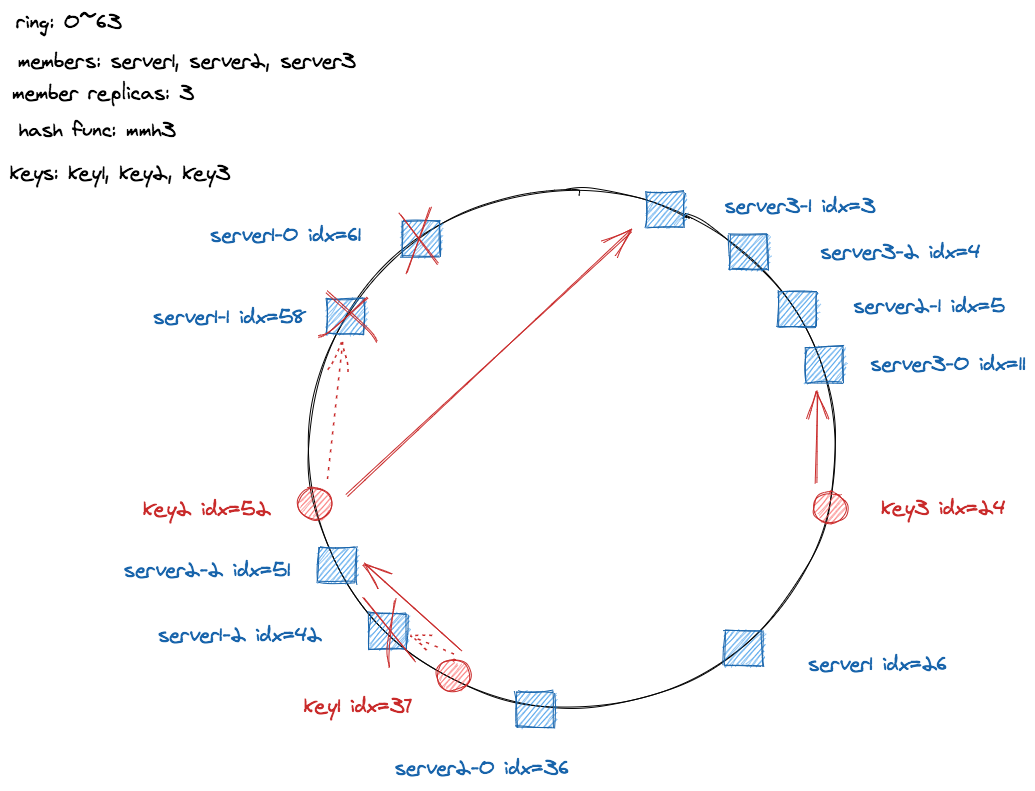 ring: 0~63
members: server1, server2, server3
member replicas: 3
hash func: mmh3
keys: key1, key2, key3
server3-1 idx=3
server1-0 idx=61
server3-2 idx=4
server2-1 idx=5
server1-1 idx=58
server3-0 idx=11
key2 idx=52
key3 idx=24
server2-2 idx=51
server1-2 idx=42
server1 idx=26
key1 idx=37
server2-0 idx=36